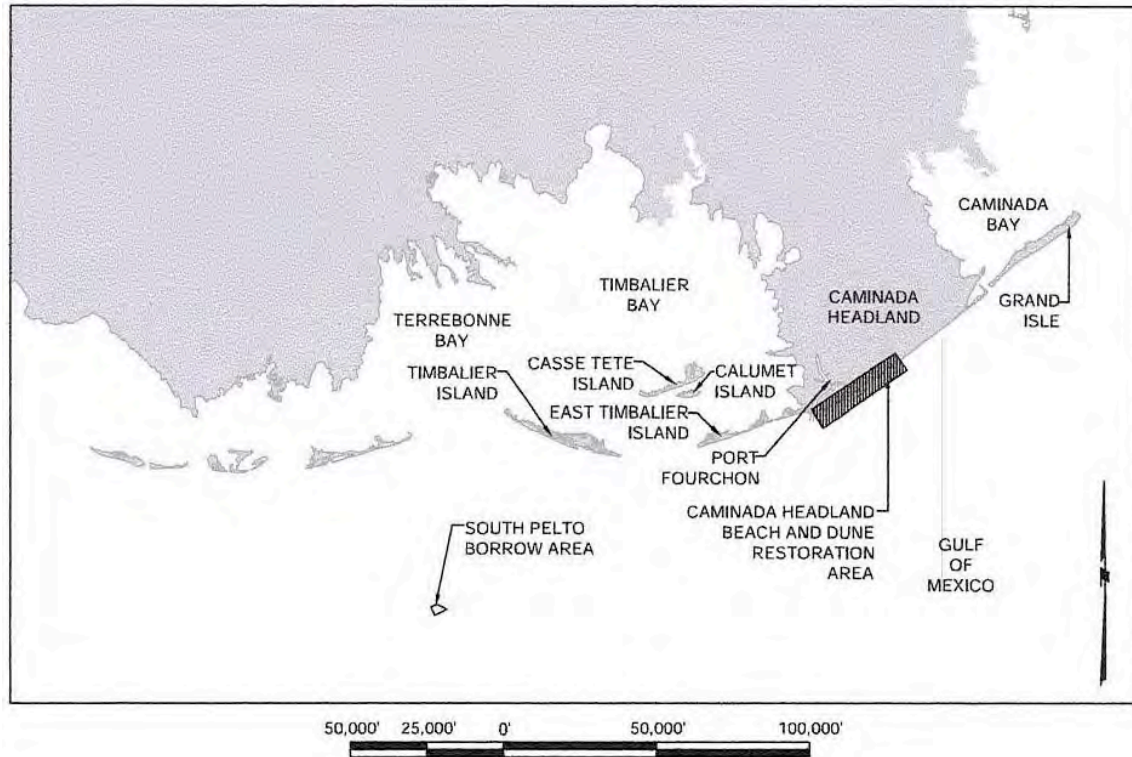 CAMINADA
BAY
TIMBALIER
BAY
CAMINADA
HEADLAND
GRAND
ISLE
TERREBONNE
BAY
TIMBALIER
ISLAND
CASSE TETE
ISLAND
CALUMET
ISLAND
EAST TIMBALIER
ISLAND
PORT
FOURCHON
CAMINADA HEADLAND
BEACH AND DUNE
RESTORATION
AREA
SOUTH PELTO
BORROW AREA
GULF
OF
MEXICO
50,000' 25,000' 0' 50,000' 100,000'